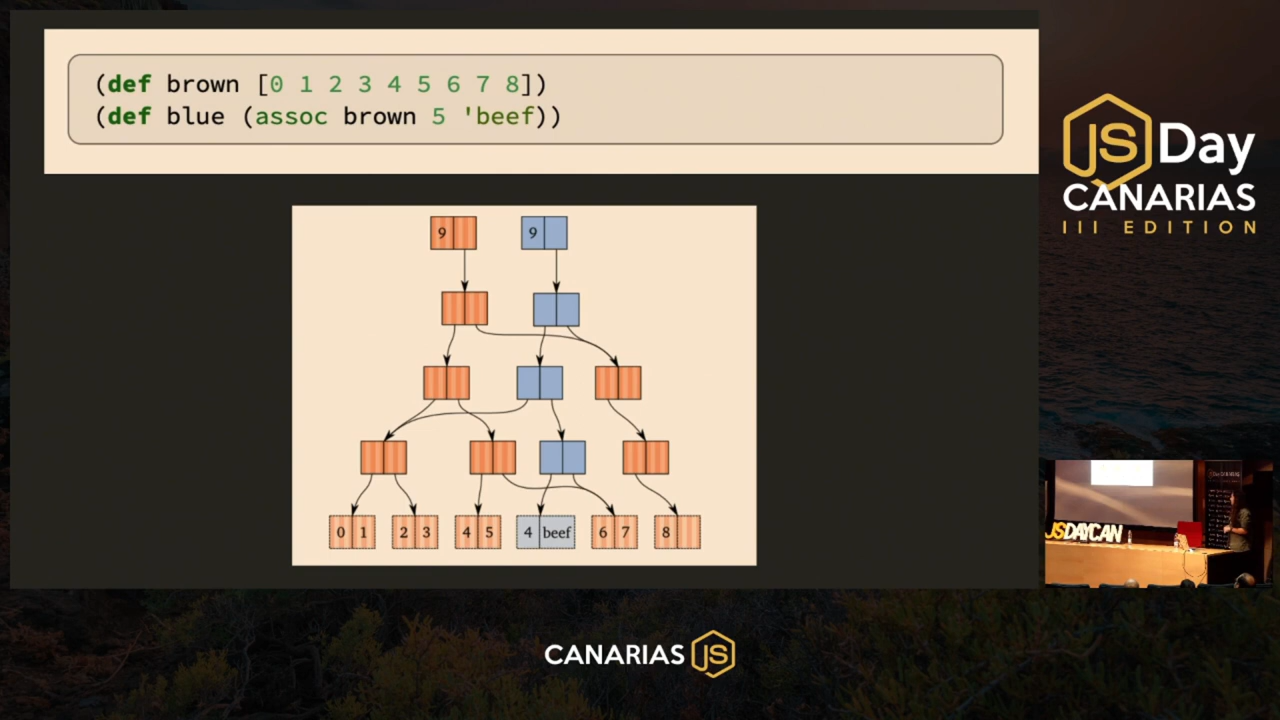 (def brown [0 1 2 3 4 5 6 7 8])
(def blue (assoc brown 5 'beef))
9
9
0 1
2 3
4 5
4 beef
6 7
8
JS Day
CANARIAS
III EDITION
JSDAYCAN
CANARIAS JS